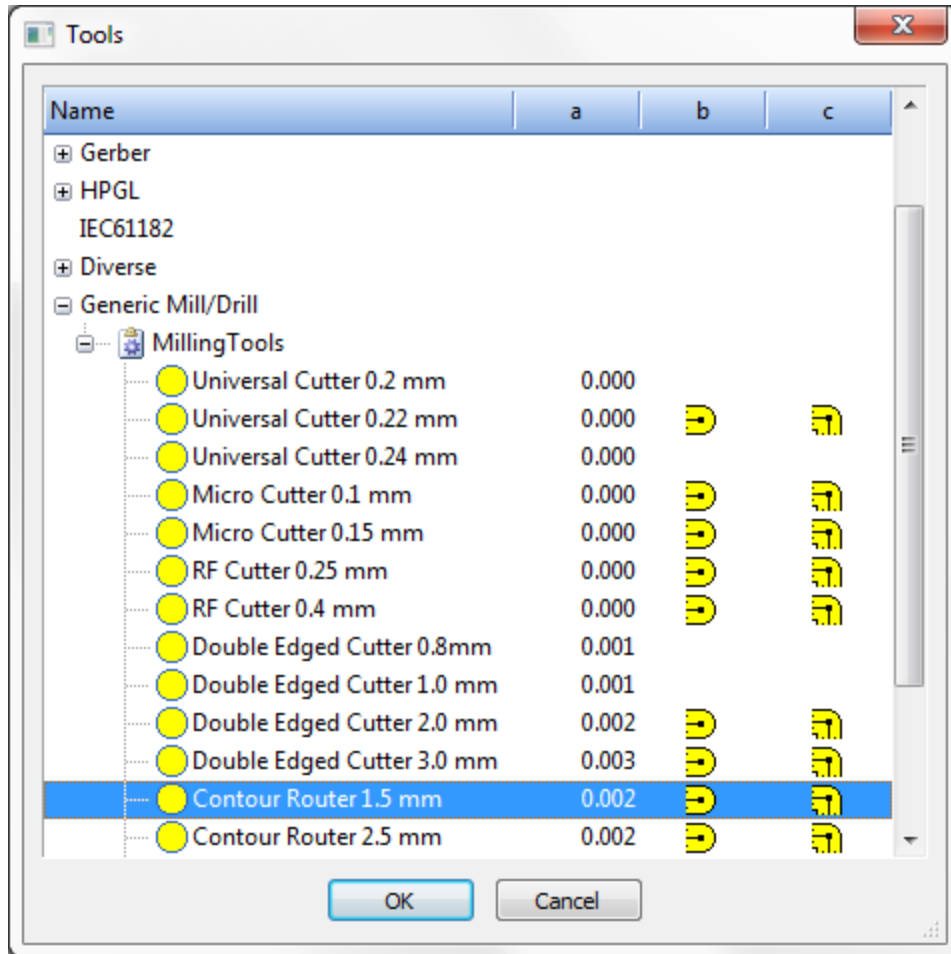 Tools
Name a b c
Gerber
HPGL
IEC61182
Diverse
Generic Mill/Drill
MillingTools
Universal Cutter 0.2 mm 0.000
Universal Cutter 0.22 mm 0.000
Universal Cutter 0.24 mm 0.000
Micro Cutter 0.1 mm 0.000
Micro Cutter 0.15 mm 0.000
RF Cutter 0.25 mm 0.000
RF Cutter 0.4 mm 0.000
Double Edged Cutter 0.8mm 0.001
Double Edged Cutter 1.0 mm 0.001
Double Edged Cutter 2.0 mm 0.002
Double Edged Cutter 3.0 mm 0.003
Contour Router 1.5 mm 0.002
Contour Router 2.5 mm 0.002
OK Cancel